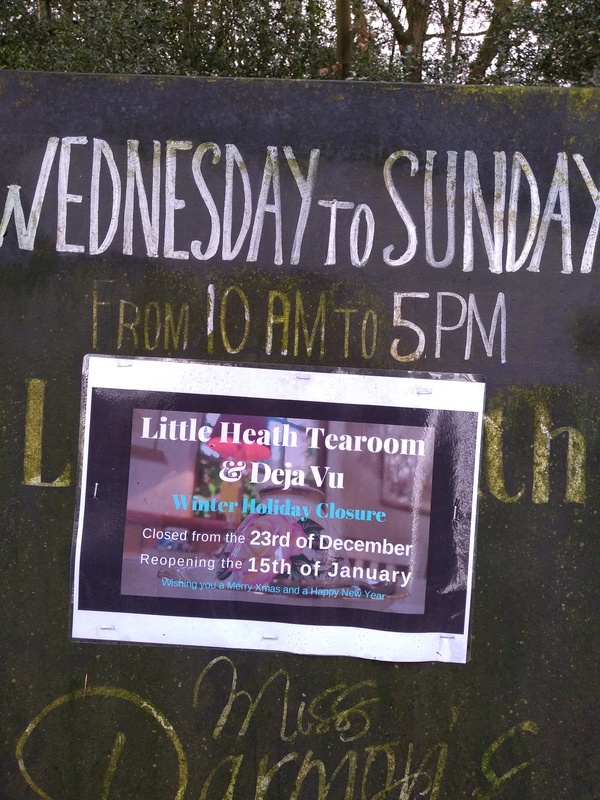 WEDNESDAY TO SUNDAY
FROM 10 AM TO 5PM
Little Heath Tearoom
& Deja Vu
Winter Holiday Closure
Closed from the 23rd of December
Reopening the 15th of January
Wishing you a Merry Xmas and a Happy New Year
L th
Miss
Darmon's